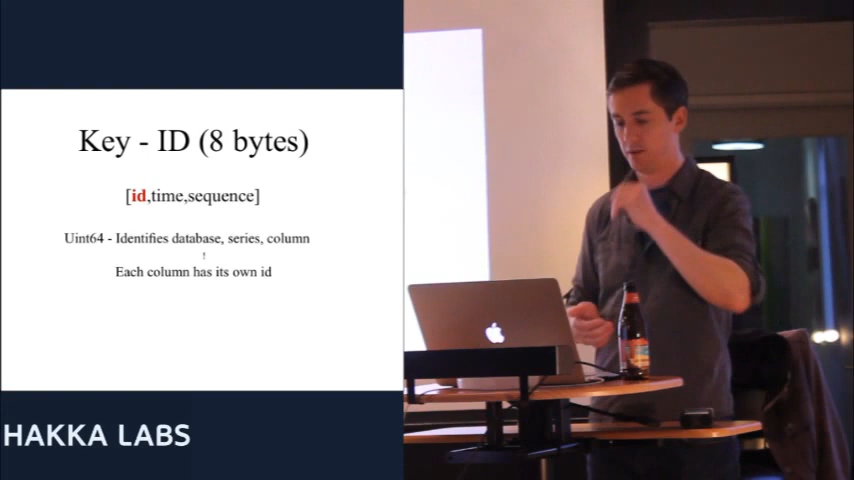 Key - ID (8 bytes)
[id,time,sequence]
Uint64 - Identifies database, series, column
!
Each column has its own id
HAKKA LABS